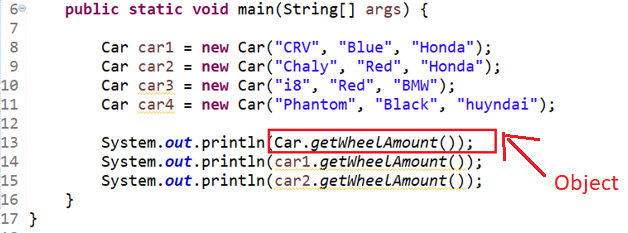 6 public static void main(String[] args) {
7
8 Car car1 = new Car("CRV", "Blue", "Honda");
9 Car car2 = new Car("Chaly", "Red", "Honda");
10 Car car3 = new Car("i8", "Red", "BMW");
11 Car car4 = new Car("Phantom", "Black", "huyndai");
12
13 System.out.println(Car.getWheelAmount());
14 System.out.println(car1.getWheelAmount());
15 System.out.println(car2.getWheelAmount());
Object
16 }
17 }